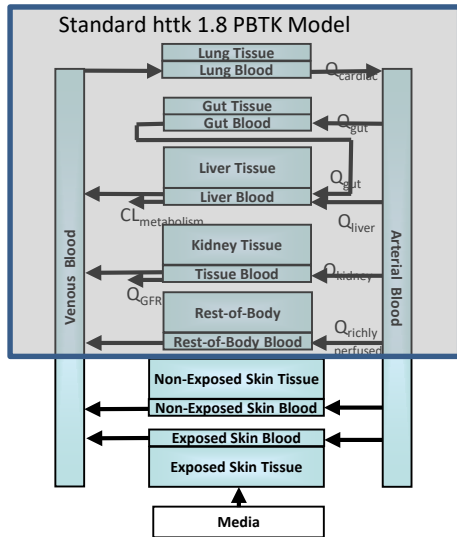 Standard httk 1.8 PBTK Model
Lung Tissue
Lung Blood
Qcardiac
Gut Tissue
Gut Blood
Qgut
Liver Tissue
Qgut
Liver Blood
CLmetabolism
Qliver
Kidney Tissue
Tissue Blood
Qkidney
QGFR
Rest-of-Body
Qrichly
perfused
Rest-of-Body Blood
Venous Blood
Arterial Blood
Non-Exposed Skin Tissue
Non-Exposed Skin Blood
Exposed Skin Blood
Exposed Skin Tissue
Media